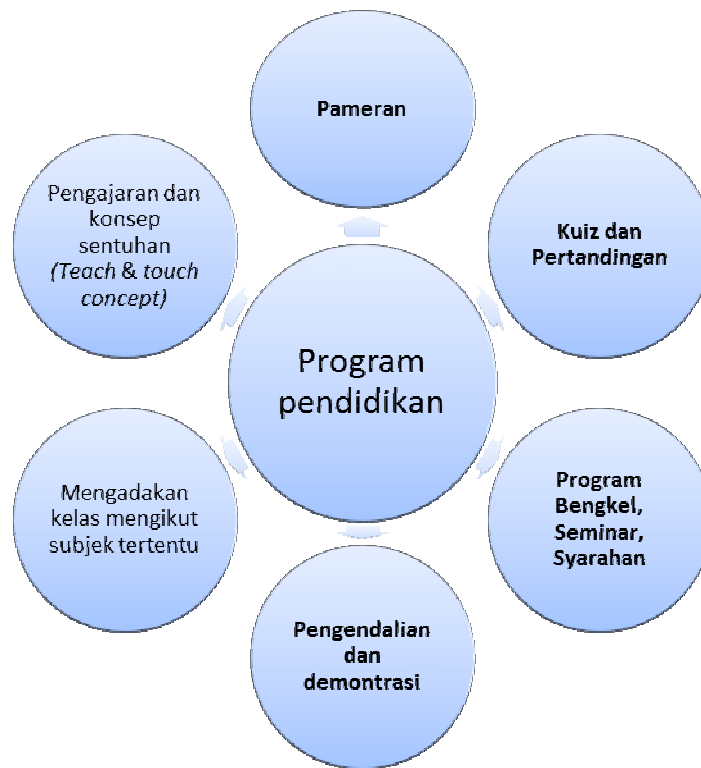 Pameran
Pengajaran dan
konsep
sentuhan
(Teach & touch
concept)
Kuiz dan
Pertandingan
Program
pendidikan
Mengadakan
kelas mengikut
subjek tertentu
Program
Bengkel,
Seminar,
Syarahan
Pengendalian
dan
demontrasi